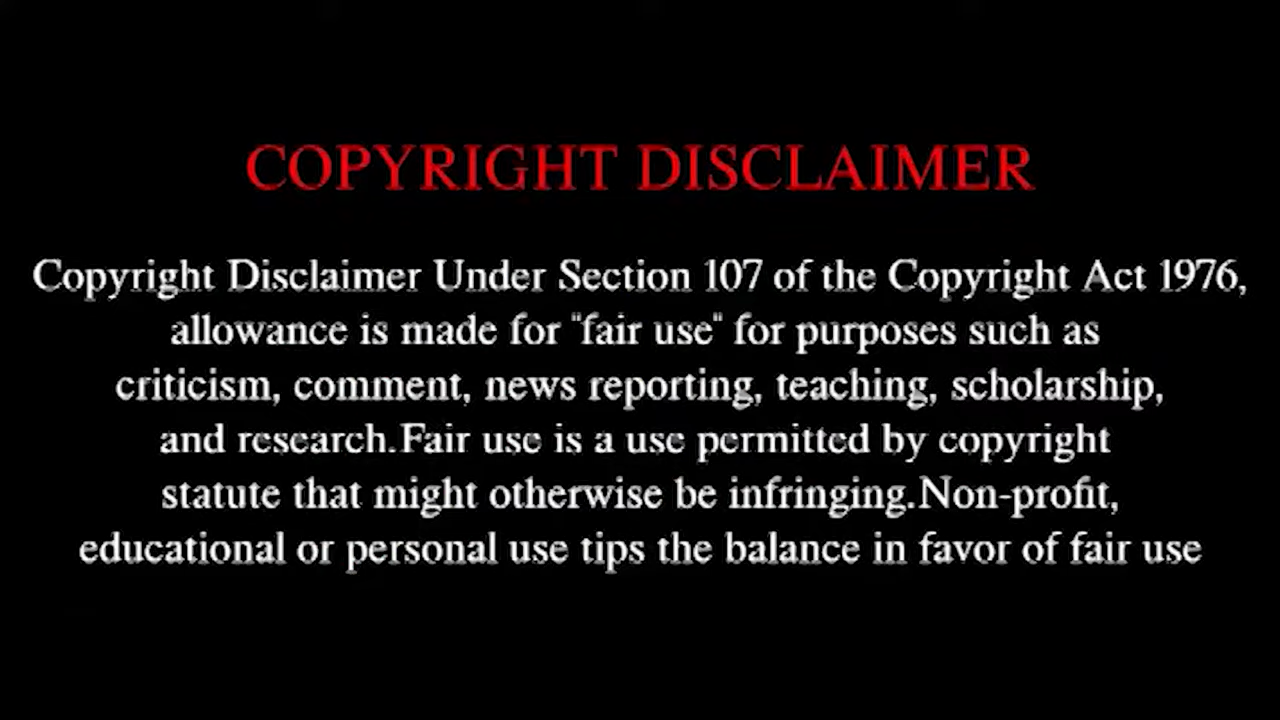 COPYRIGHT DISCLAIMER
Copyright Disclaimer Under Section 107 of the Copyright Act 1976,
allowance is made for "fair use" for purposes such as
criticism, comment, news reporting, teaching, scholarship,
and research.Fair use is a use permitted by copyright
statute that might otherwise be infringing.Non-profit,
educational or personal use tips the balance in favor of fair use